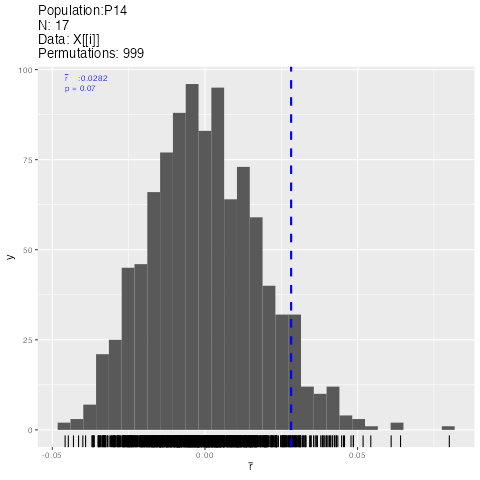 Population:P14
N: 17
Data: X[[i]]
Permutations: 999
r̄ :0.0282
p = 0.07
100
75
50
25
0
y
-0.05 0.00 0.05
r̄